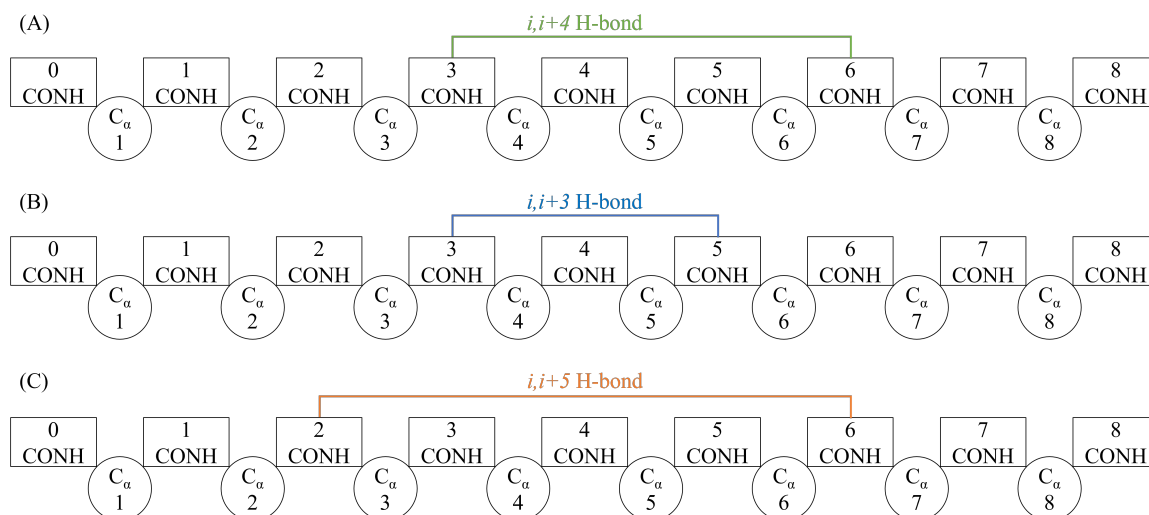 (A)
i,i+4 H-bond
0 1 2 3 4 5 6 7 8
CONH CONH CONH CONH CONH CONH CONH CONH CONH
Cα Cα Cα Cα Cα Cα Cα Cα
1 2 3 4 5 6 7 8
(B)
i,i+3 H-bond
0 1 2 3 4 5 6 7 8
CONH CONH CONH CONH CONH CONH CONH CONH CONH
Cα Cα Cα Cα Cα Cα Cα Cα
1 2 3 4 5 6 7 8
(C)
i,i+5 H-bond
0 1 2 3 4 5 6 7 8
CONH CONH CONH CONH CONH CONH CONH CONH CONH
Cα Cα Cα Cα Cα Cα Cα Cα
1 2 3 4 5 6 7 8